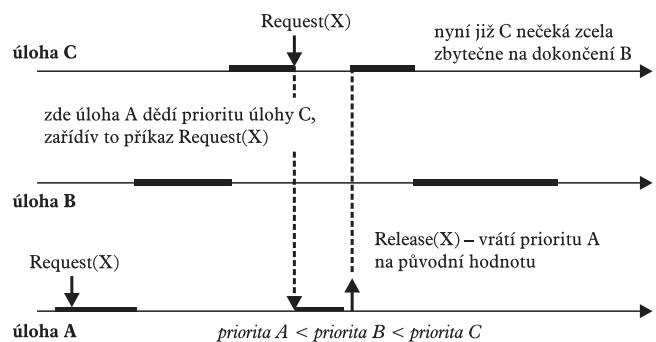 Request(X)
nyní již C nečeká zcela
zbytečne na dokončení B
úloha C
zde úloha A dědí prioritu úlohy C,
zařídív to příkaz Request(X)
úloha B
Release(X) – vrátí prioritu A
na původní hodnotu
Request(X)
úloha A
priorita A < priorita B < priorita C